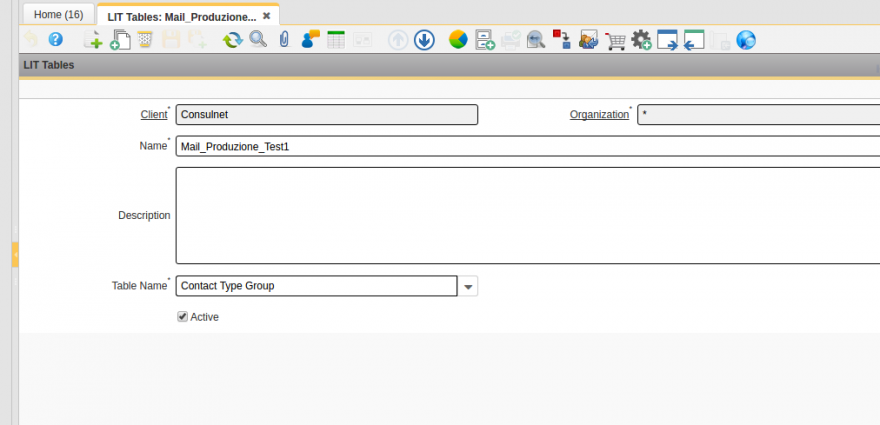 Home (16)
LIT Tables: Mail_Produzione...
LIT Tables
Client* Consulnet Organization* *
Name* Mail_Produzione_Test1
Description
Table Name* Contact Type Group
Active